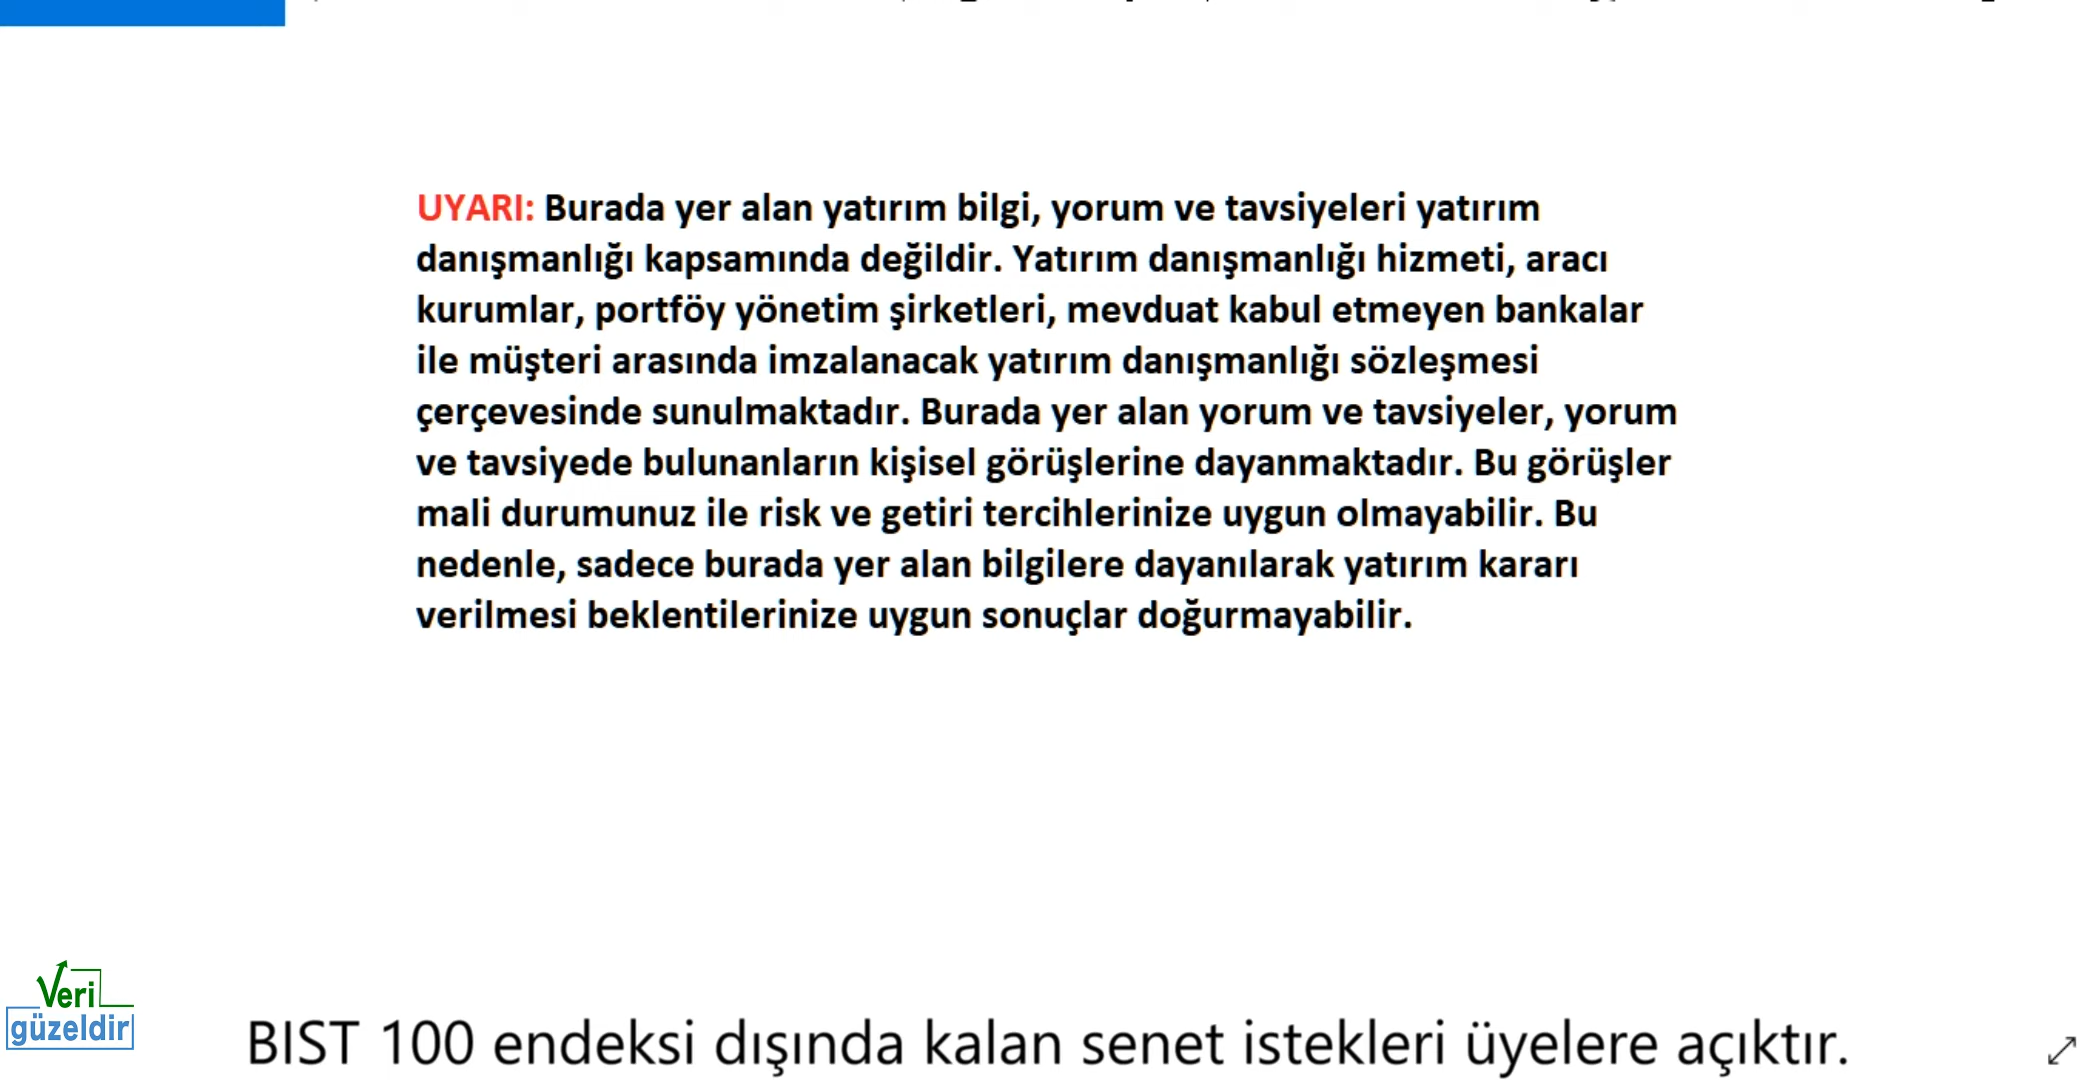 UYARI: Burada yer alan yatırım bilgi, yorum ve tavsiyeleri yatırım
danışmanlığı kapsamında değildir. Yatırım danışmanlığı hizmeti, aracı
kurumlar, portföy yönetim şirketleri, mevduat kabul etmeyen bankalar
ile müşteri arasında imzalanacak yatırım danışmanlığı sözleşmesi
çerçevesinde sunulmaktadır. Burada yer alan yorum ve tavsiyeler, yorum
ve tavsiyede bulunanların kişisel görüşlerine dayanmaktadır. Bu görüşler
mali durumunuz ile risk ve getiri tercihlerinize uygun olmayabilir. Bu
nedenle, sadece burada yer alan bilgilere dayanılarak yatırım kararı
verilmesi beklentilerinize uygun sonuçlar doğurmayabilir.
Veri
güzeldir
BIST 100 endeksi dışında kalan senet istekleri üyelere açıktır.